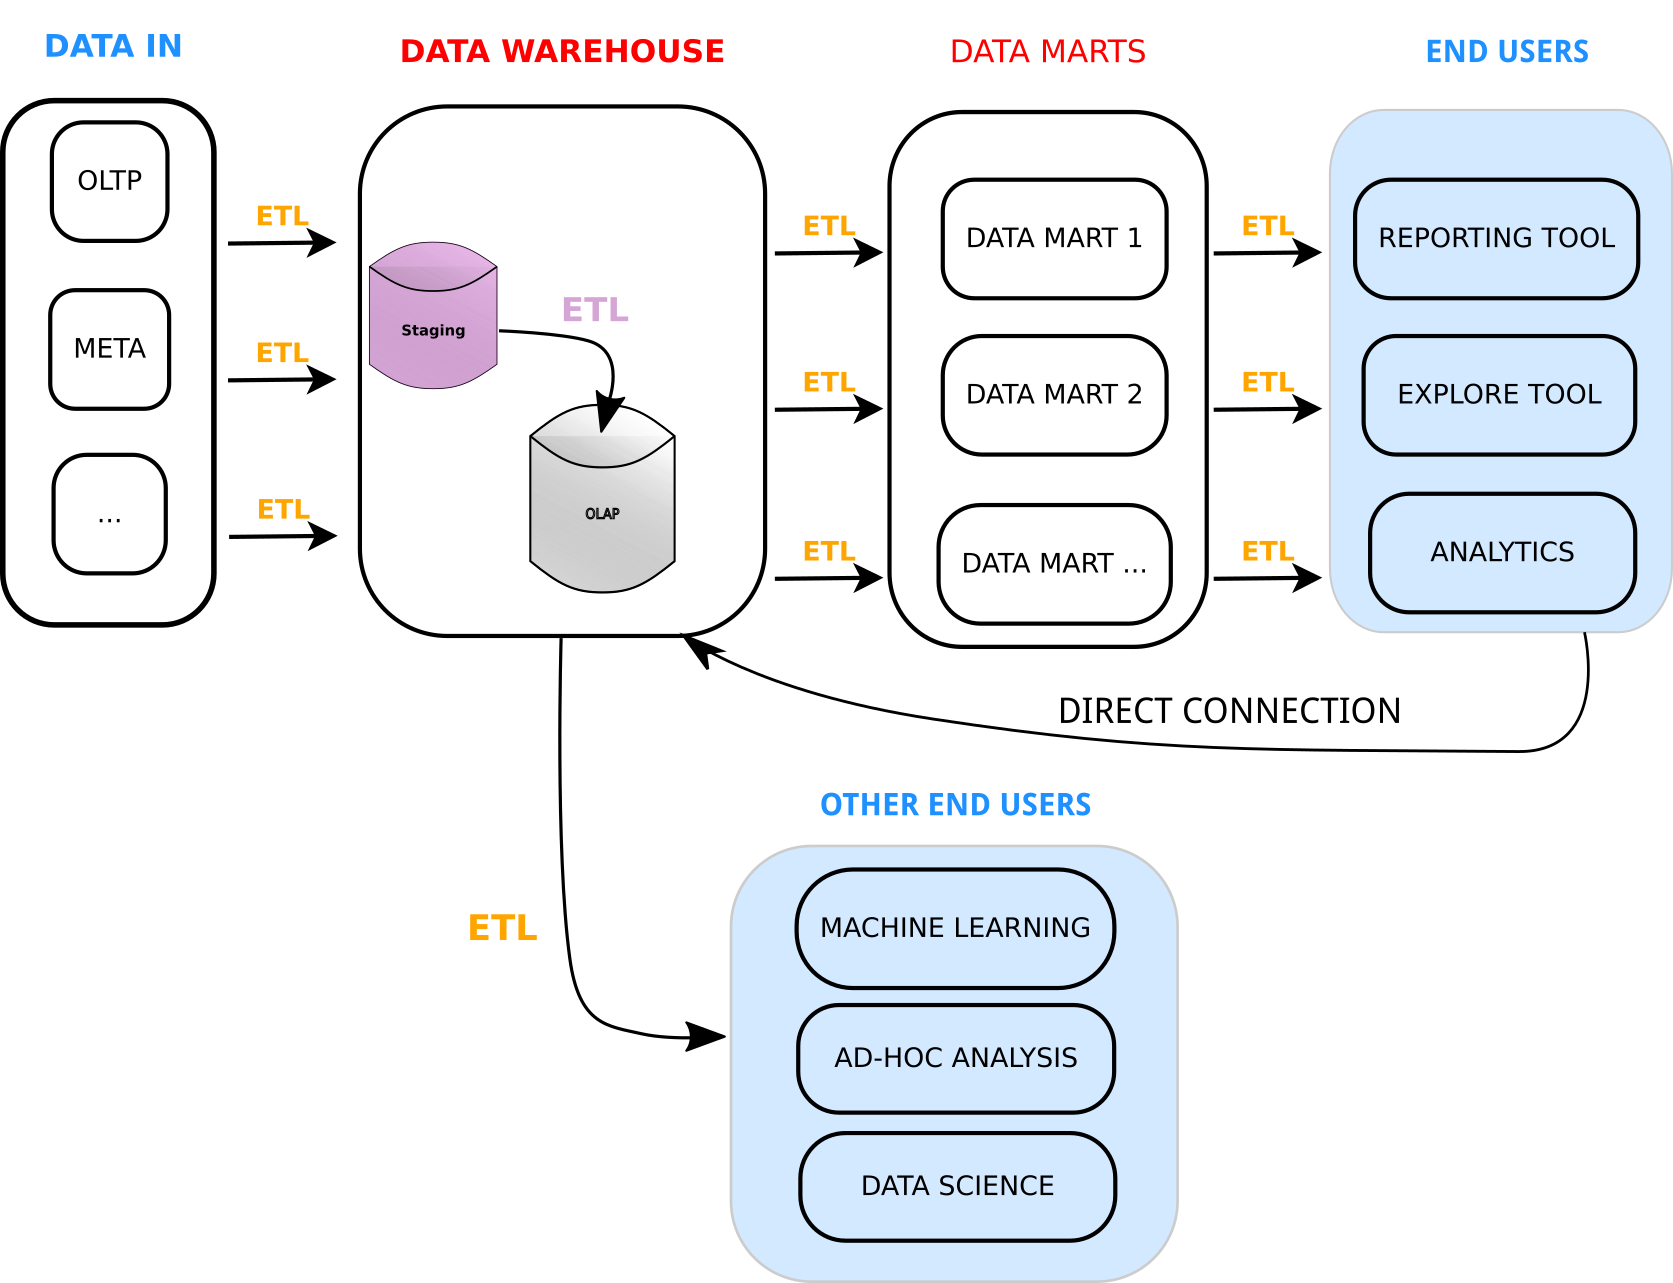 DATA IN
DATA WAREHOUSE
DATA MARTS
END USERS
OLTP
META
...
ETL
ETL
ETL
Staging
ETL
OLAP
ETL
ETL
ETL
DATA MART 1
DATA MART 2
DATA MART ...
ETL
ETL
ETL
REPORTING TOOL
EXPLORE TOOL
ANALYTICS
DIRECT CONNECTION
ETL
OTHER END USERS
MACHINE LEARNING
AD-HOC ANALYSIS
DATA SCIENCE